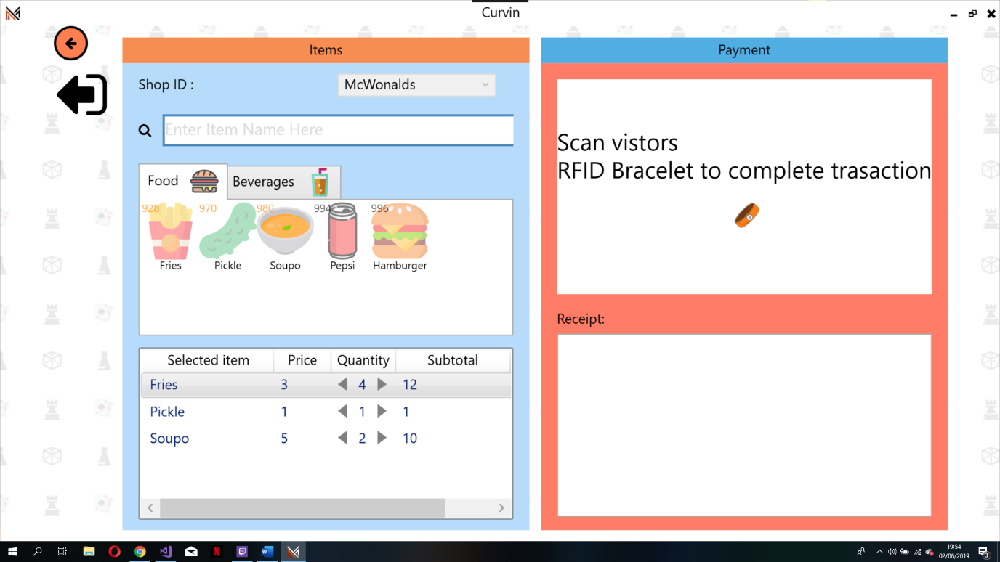 Curvin
Items
Shop ID :
McWonalds
Enter Item Name Here
Food
Beverages
928 970 980 994 996
Fries Pickle Soupo Pepsi Hamburger
Selected item Price Quantity Subtotal
Fries 3 4 12
Pickle 1 1 1
Soupo 5 2 10
Payment
Scan vistors
RFID Bracelet to complete trasaction
Receipt:
19:54
02/06/2019
3